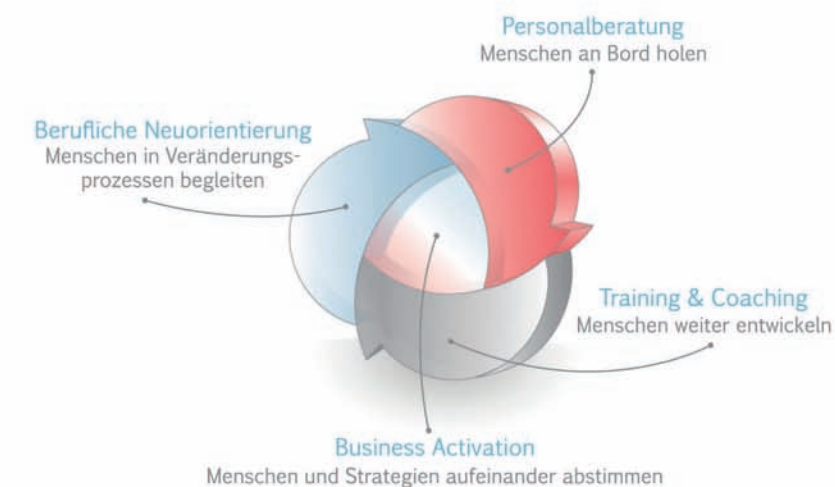 Personalberatung
Menschen an Bord holen
Berufliche Neuorientierung
Menschen in Veränderungs-
prozessen begleiten
Training & Coaching
Menschen weiter entwickeln
Business Activation
Menschen und Strategien aufeinander abstimmen